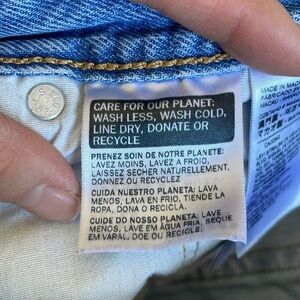 CARE FOR OUR PLANET:
WASH LESS, WASH COLD,
LINE DRY, DONATE OR
RECYCLE
PRENEZ SOIN DE NOTRE PLANETE:
LAVEZ MOINS, LAVEZ A FROID,
LAISSEZ SECHER NATURELLEMENT,
DONNEZ OU RECYCLEZ
CUIDA NUESTRO PLANETA: LAVA
MENOS, LAVA EN FRIO, TIENDE
LA ROPA, DONA O RECICLA.
CUIDE DO NOSSO PLANETA: LAVE
MENOS, LAVE EM ÁGUA FRIA, SEQUE
EM VARAL, DOE OU RECICLE.
MADE IN
FABRICADO